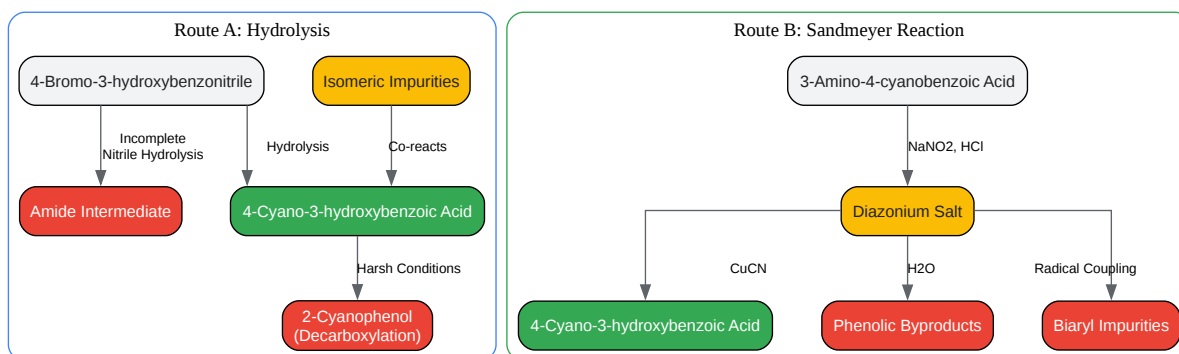 Route A: Hydrolysis
4-Bromo-3-hydroxybenzonitrile
Isomeric Impurities
Incomplete
Nitrile Hydrolysis
Hydrolysis
Co-reacts
Amide Intermediate
4-Cyano-3-hydroxybenzoic Acid
Harsh Conditions
2-Cyanophenol
(Decarboxylation)
Route B: Sandmeyer Reaction
3-Amino-4-cyanobenzoic Acid
NaNO2, HCl
Diazonium Salt
CuCN
H2O
Radical Coupling
4-Cyano-3-hydroxybenzoic Acid
Phenolic Byproducts
Biaryl Impurities